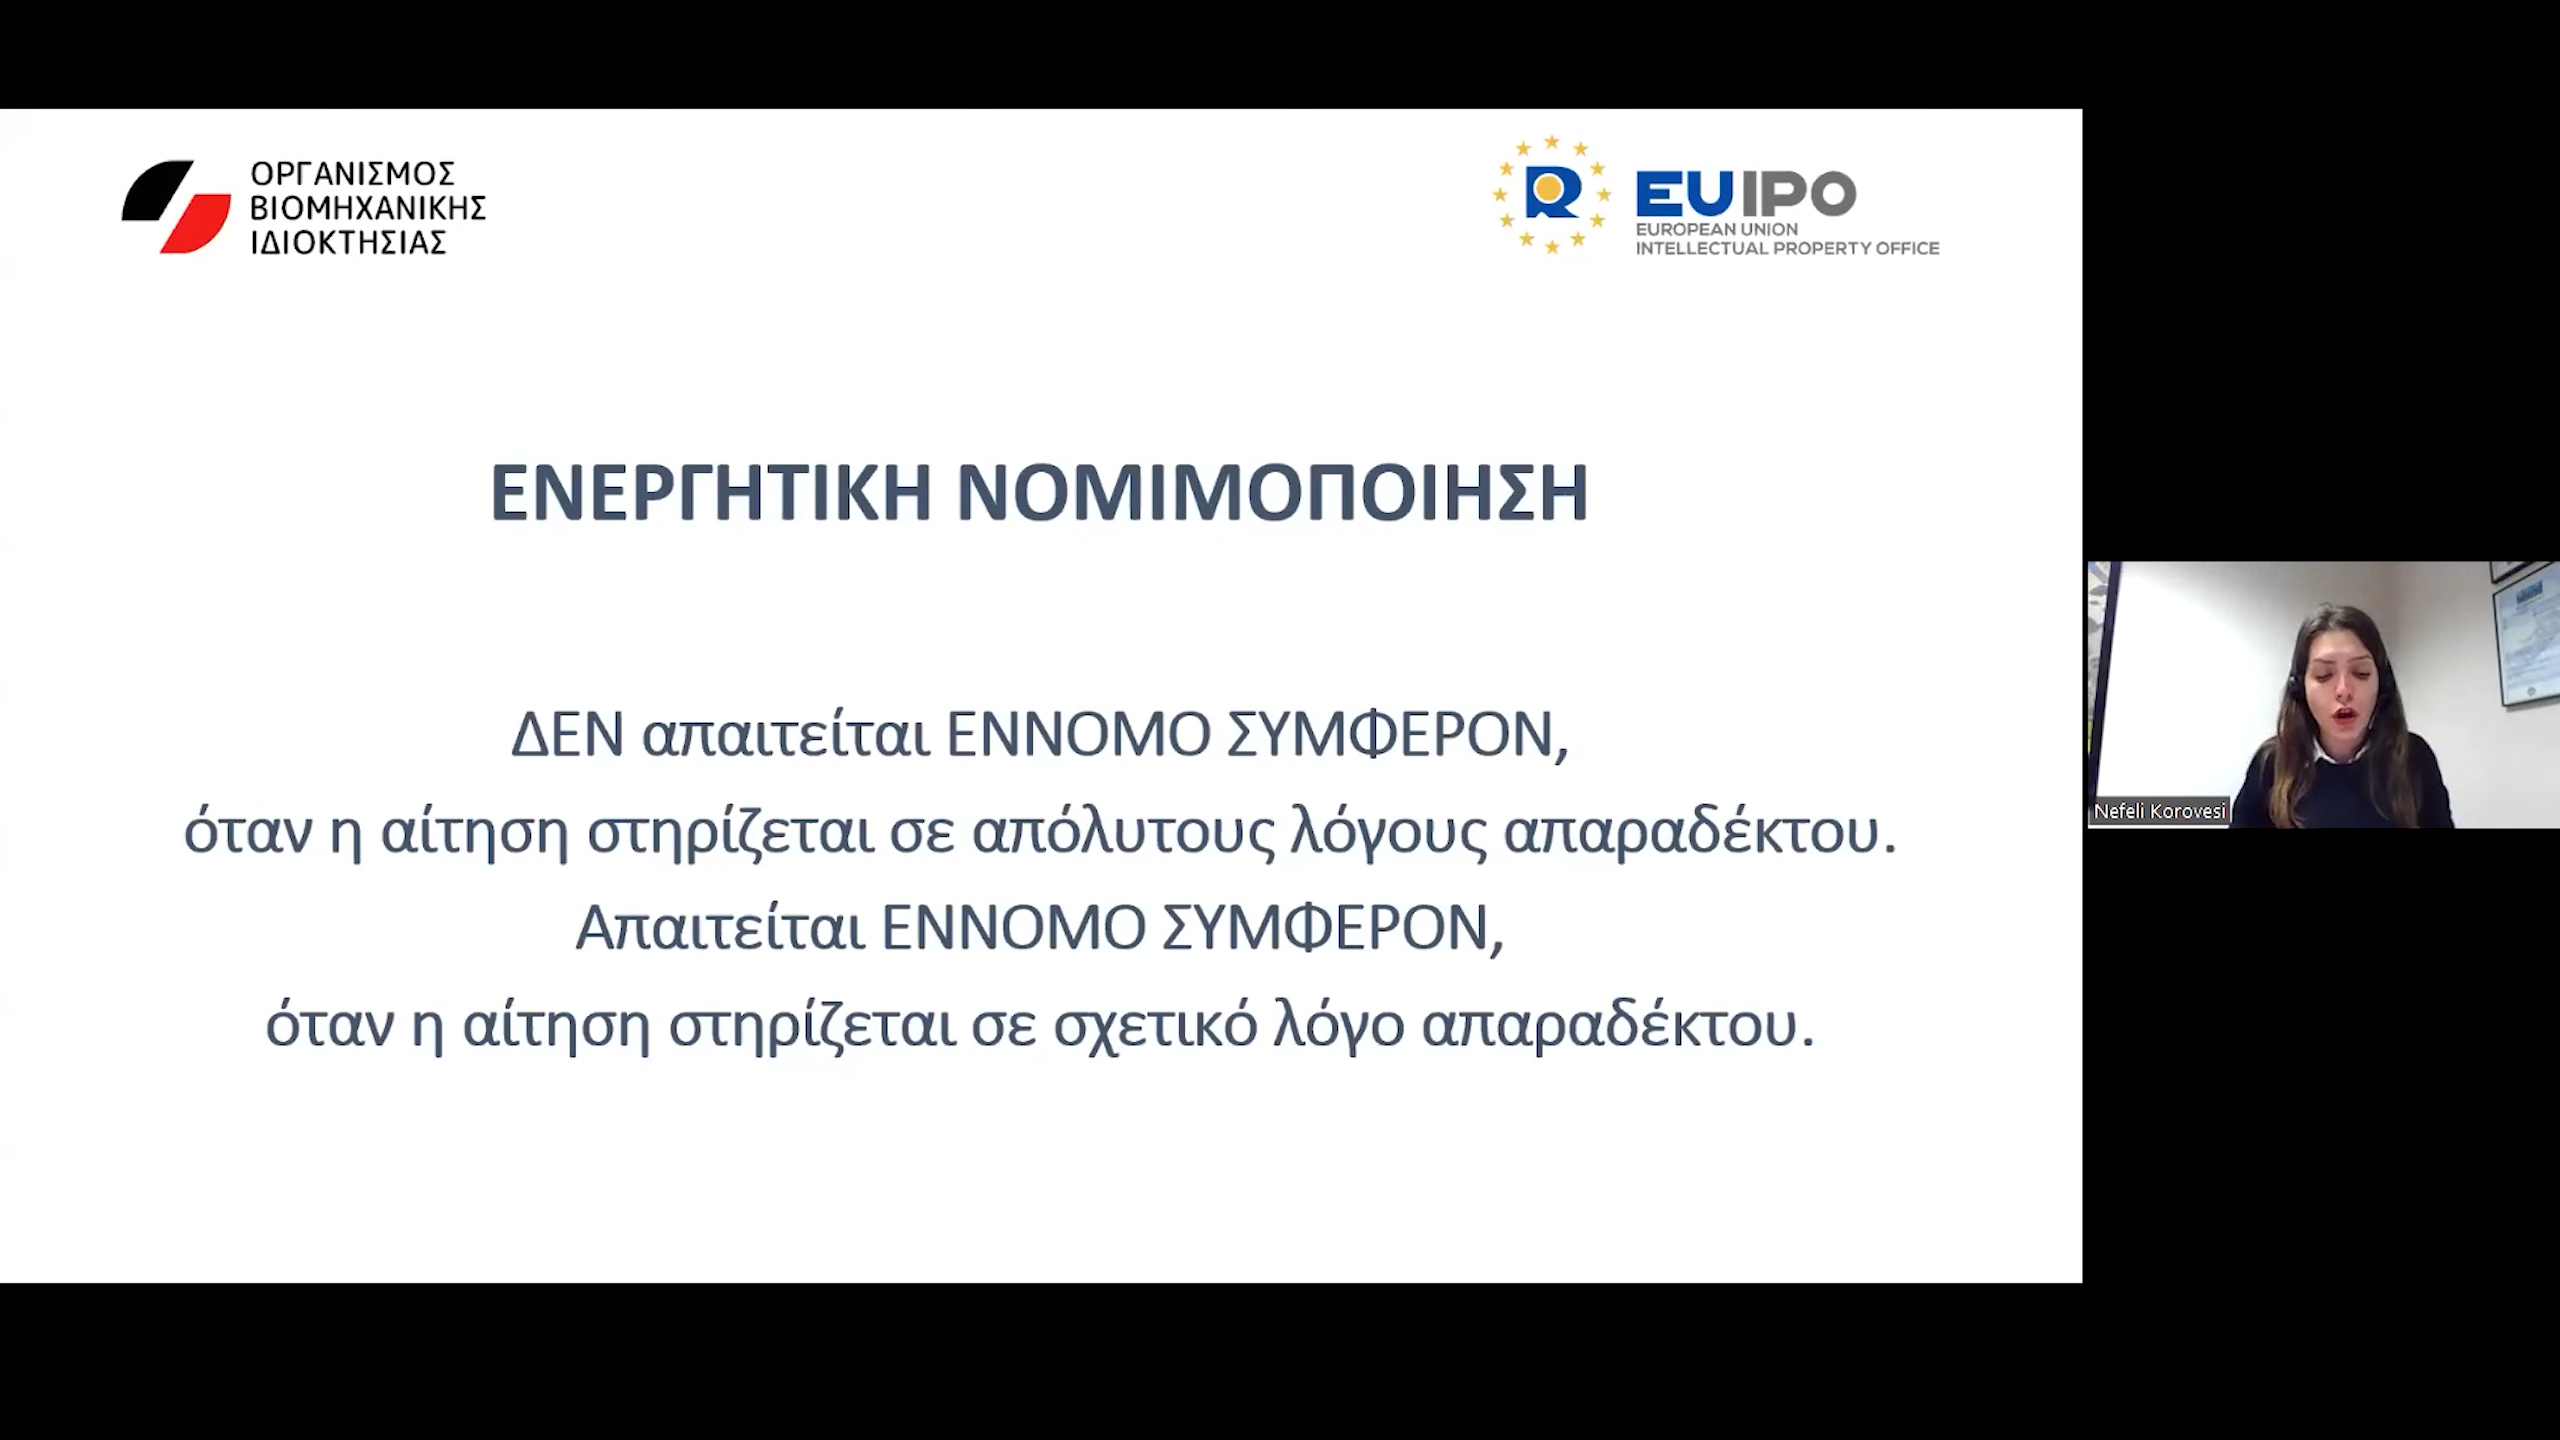 ΟΡΓΑΝΙΣΜΟΣ
ΒΙΟΜΗΧΑΝΙΚΗΣ
ΙΔΙΟΚΤΗΣΙΑΣ
EUIPO
EUROPEAN UNION
INTELLECTUAL PROPERTY OFFICE
ΕΝΕΡΓΗΤΙΚΗ ΝΟΜΙΜΟΠΟΙΗΣΗ
ΔΕΝ απαιτείται ΕΝΝΟΜΟ ΣΥΜΦΕΡΟΝ,
όταν η αίτηση στηρίζεται σε απόλυτους λόγους απαραδέκτου.
Απαιτείται ΕΝΝΟΜΟ ΣΥΜΦΕΡΟΝ,
όταν η αίτηση στηρίζεται σε σχετικό λόγο απαραδέκτου.
Nefeli Korovesi